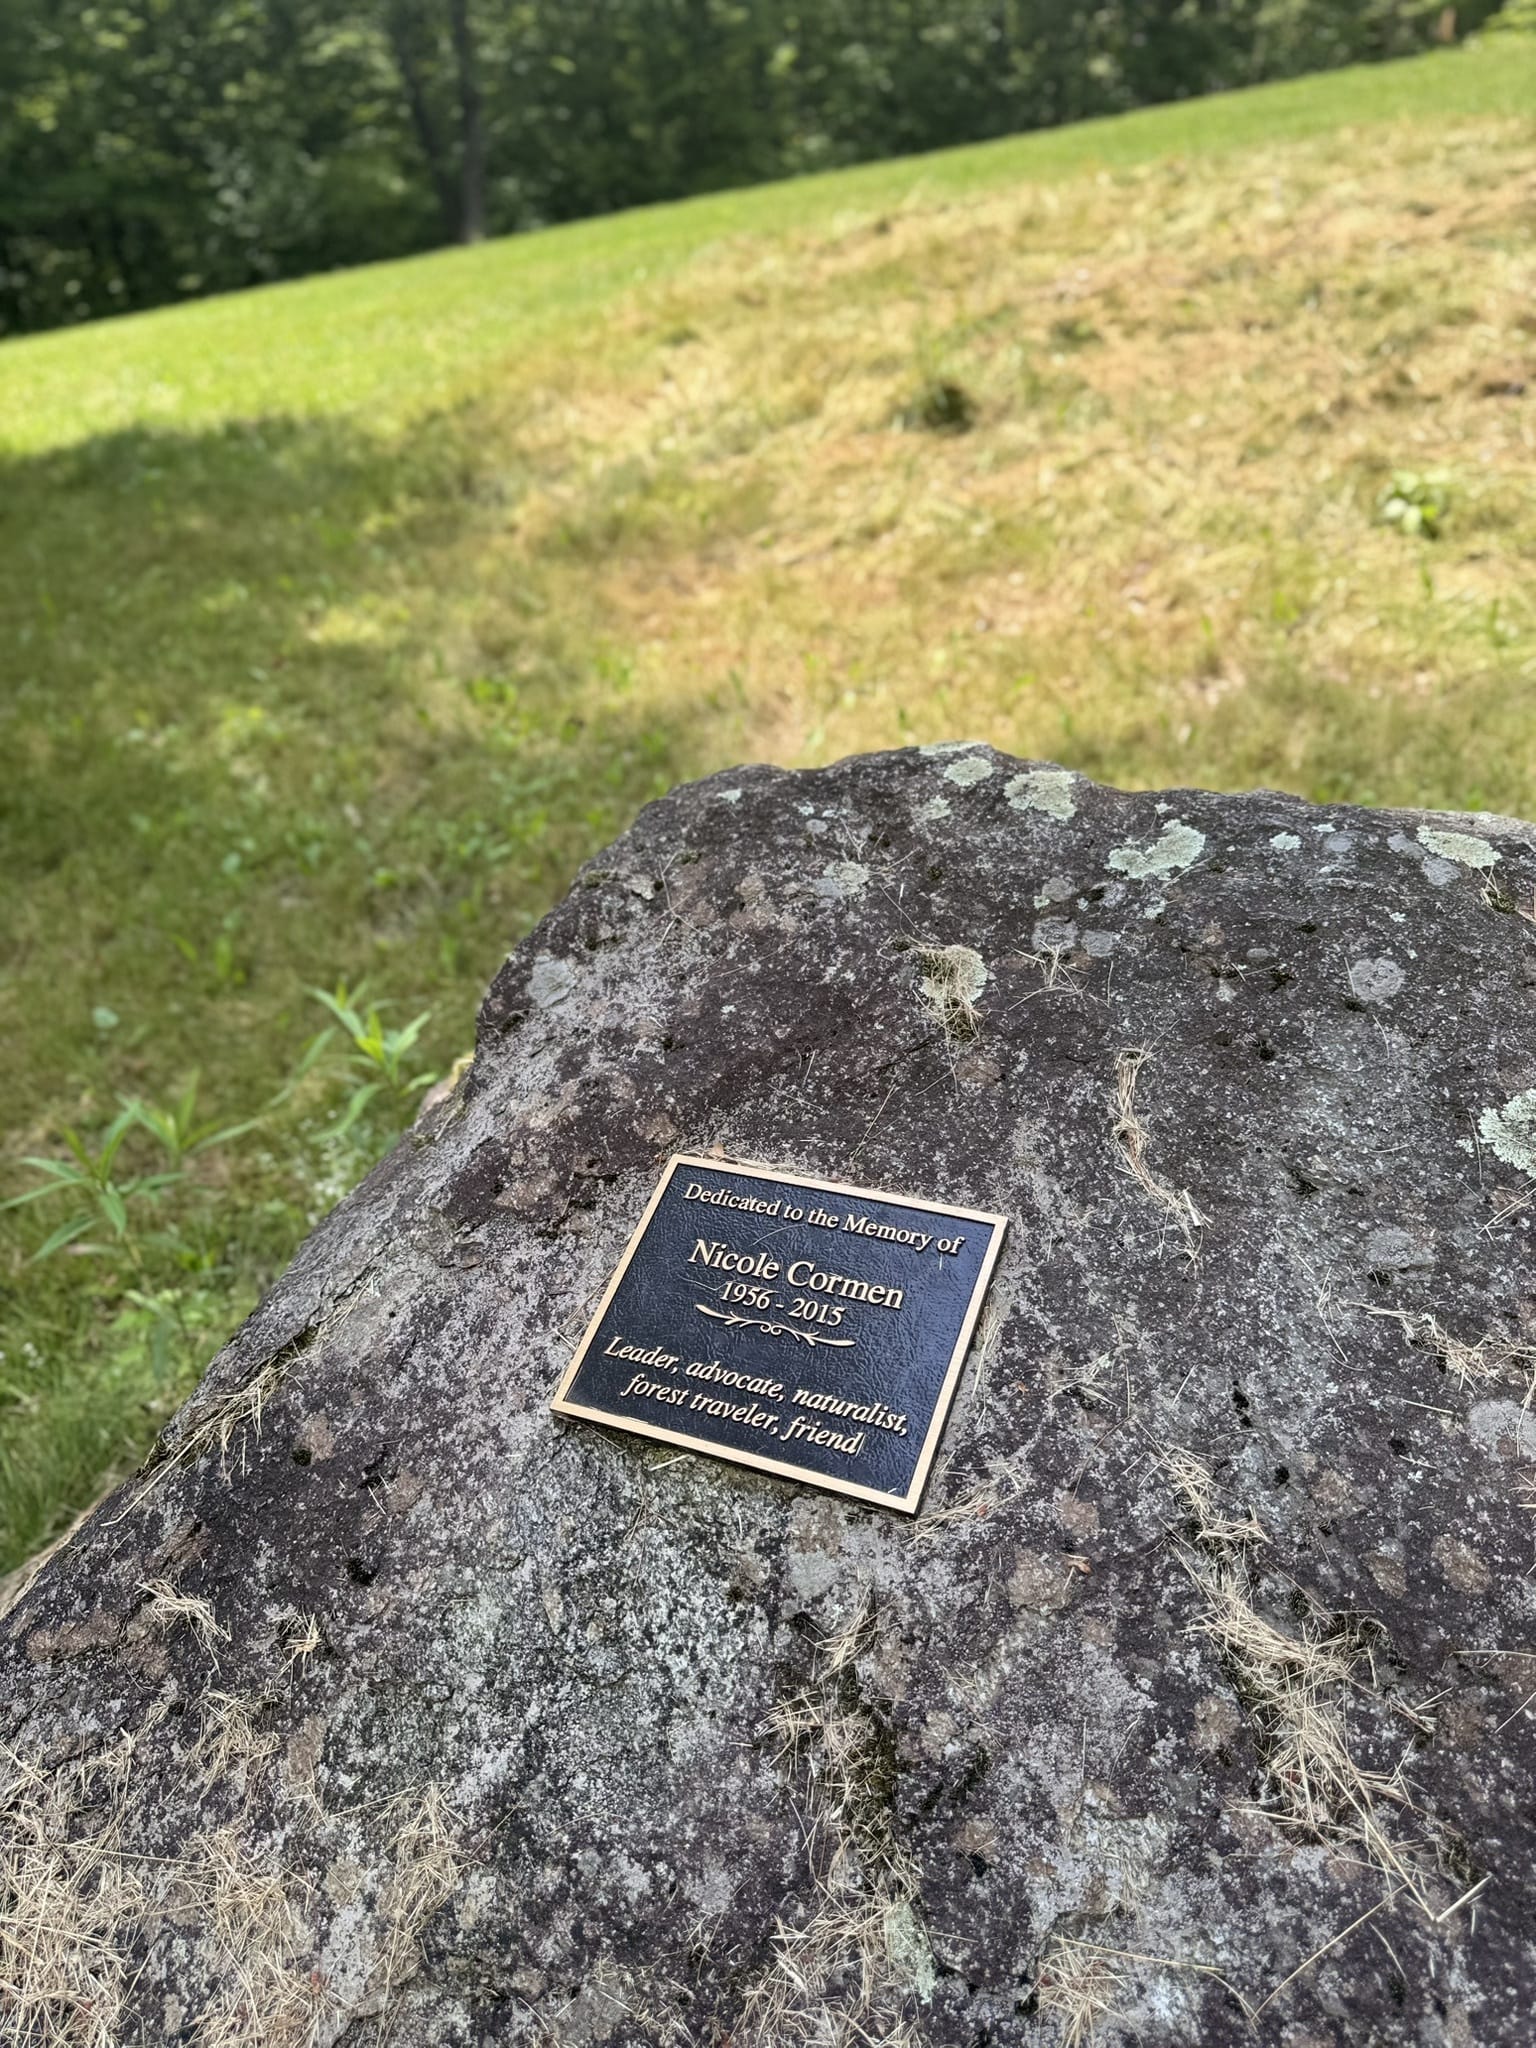 Dedicated to the Memory of
Nicole Cormen
1956 - 2015
Leader, advocate, naturalist,
forest traveler, friend